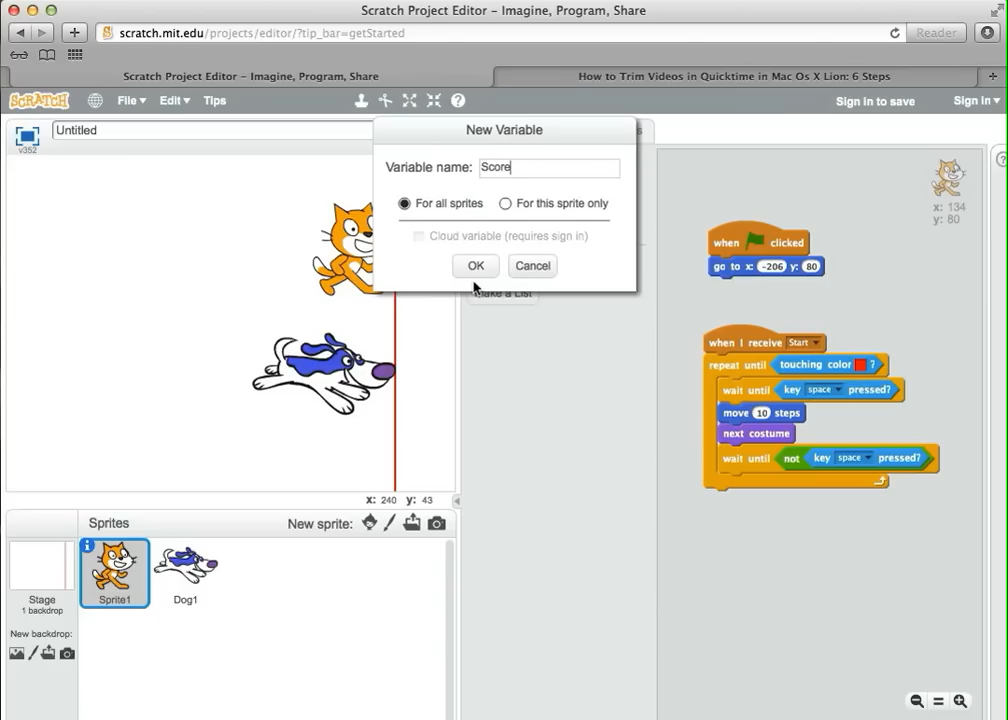 Scratch Project Editor - Imagine, Program, Share
scratch.mit.edu/projects/editor/?tip_bar=getStarted
Reader
Scratch Project Editor - Imagine, Program, Share
How to Trim Videos in Quicktime in Mac Os X Lion: 6 Steps
SCRATCH
File
Edit
Tips
Sign in to save
Sign in
Untitled
v352
New Variable
Variable name: Score
For all sprites
For this sprite only
Cloud variable (requires sign in)
OK
Cancel
Make a List
x: 134
y: 80
when clicked
go to x: -206 y: 80
when I receive Start
repeat until touching color ?
wait until key space pressed?
move 10 steps
next costume
wait until not key space pressed?
x: 240 y: 43
Sprites
New sprite:
Stage
1 backdrop
New backdrop:
Sprite1
Dog1